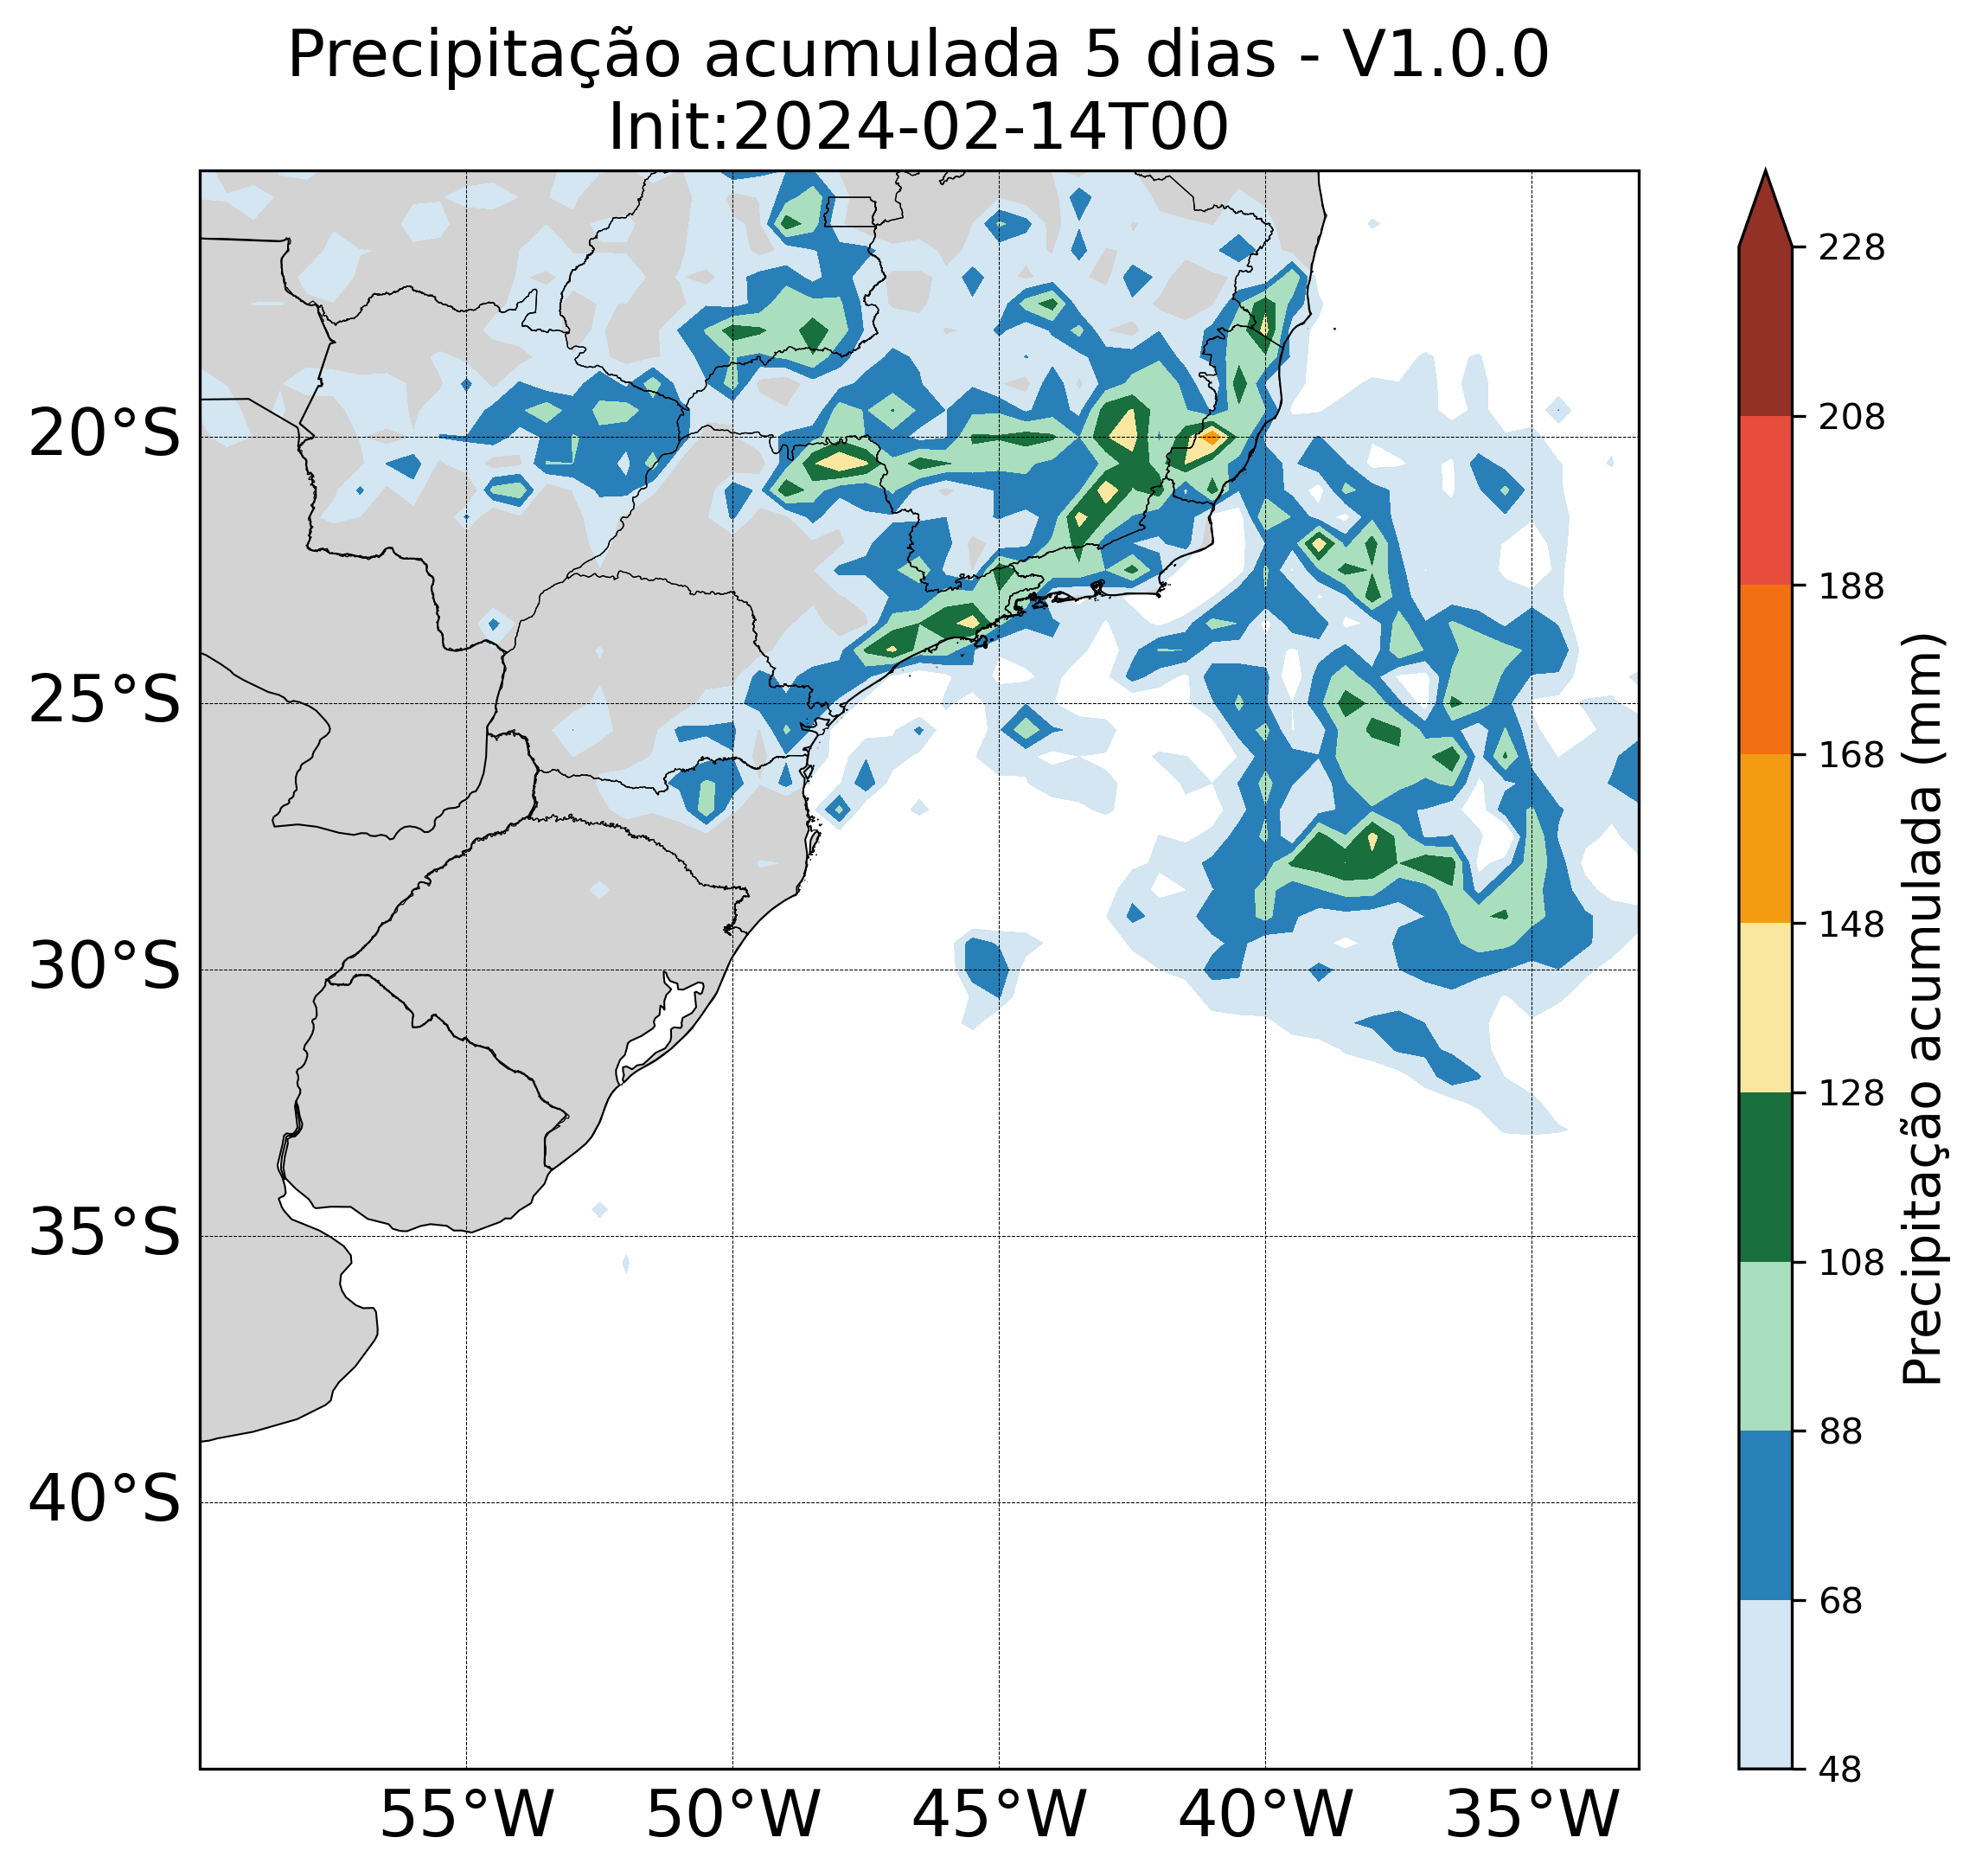 Precipitação acumulada 5 dias - V1.0.0
Init:2024-02-14T00
20°S
25°S
30°S
35°S
40°S
55°W
50°W
45°W
40°W
35°W
228
208
188
168
148
128
108
88
68
48
Precipitação acumulada (mm)